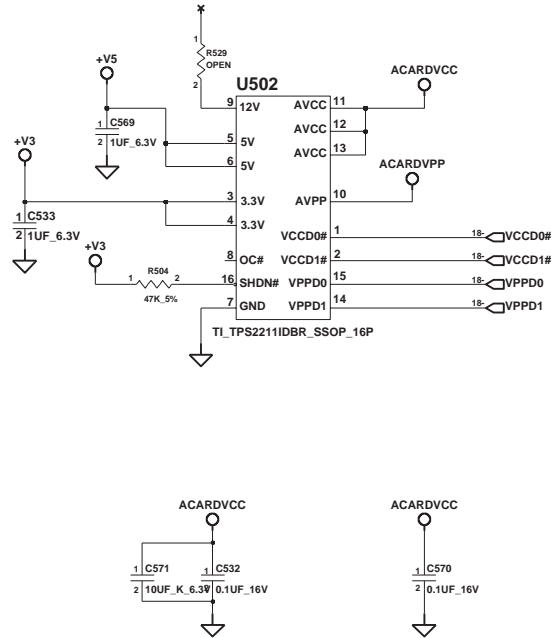 1
R529
OPEN
2
+V5
U502
ACARDVCC
9 12V AVCC 11
1 C569
2 1UF_6.3V
AVCC 12
5 5V
AVCC 13
6 5V
+V3
ACARDVPP
3 3.3V AVPP 10
1 C533
2 1UF_6.3V
4 3.3V VCCD0# 1 18- VCCD0#
+V3
8 OC# VCCD1# 2 18- VCCD1#
R504
1 2
47K_5%
16 SHDN# VPPD0 15 18- VPPD0
7 GND VPPD1 14 18- VPPD1
TI_TPS2211IDBR_SSOP_16P
ACARDVCC ACARDVCC
1 C571 1 C532 1 C570
2 10UF_K_6.3V 2 0.1UF_16V 2 0.1UF_16V